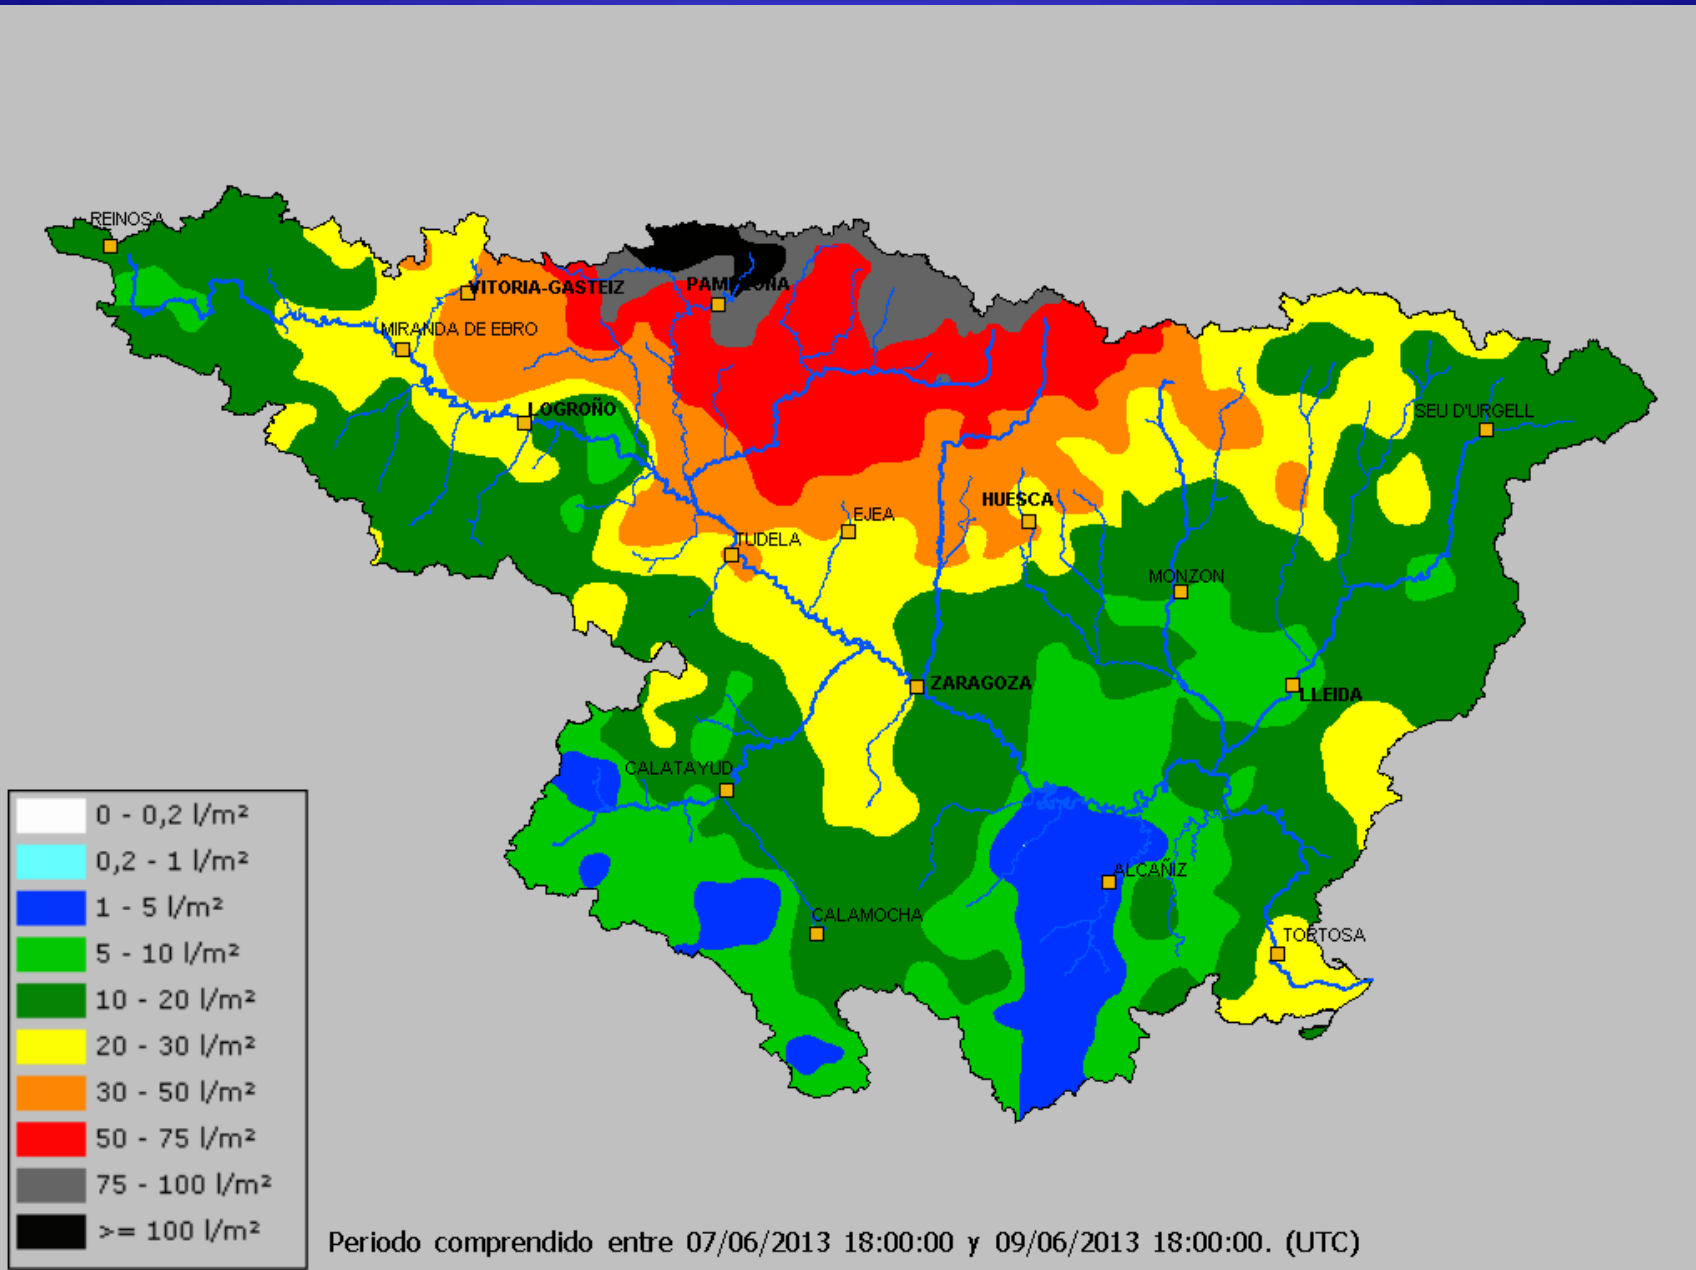 REINOSA
VITORIA-GASTEIZ
PAMPLONA
MIRANDA DE EBRO
LOGROÑO
SEU D'URGELL
HUESCA
EJEA
TUDELA
MONZON
ZARAGOZA
LLEIDA
CALATAYUD
ALCAÑIZ
CALAMOCHA
TORTOSA
0 - 0,2 l/m²
0,2 - 1 l/m²
1 - 5 l/m²
5 - 10 l/m²
10 - 20 l/m²
20 - 30 l/m²
30 - 50 l/m²
50 - 75 l/m²
75 - 100 l/m²
>= 100 l/m²
Periodo comprendido entre 07/06/2013 18:00:00 y 09/06/2013 18:00:00. (UTC)